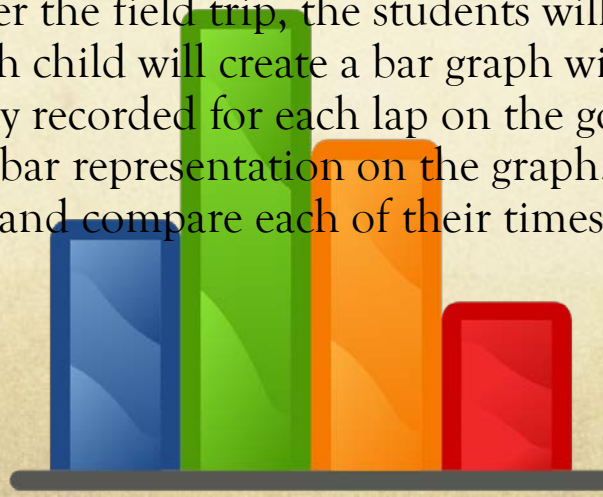 er the field trip, the students will
h child will create a bar graph wi
y recorded for each lap on the go
bar representation on the graph.
and compare each of their times